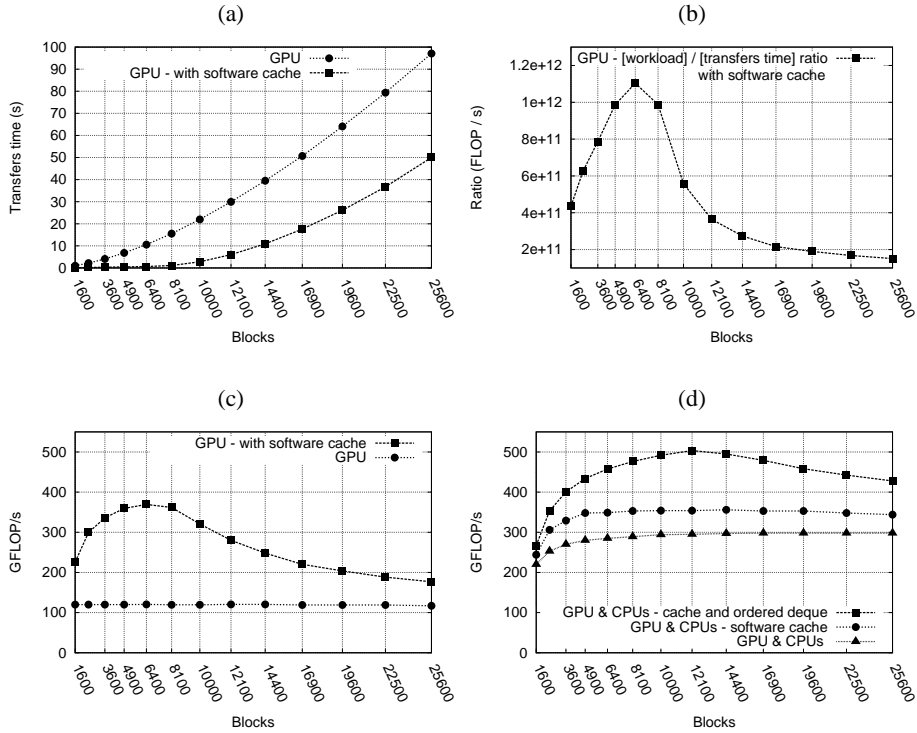 (a)
Transfers time (s)
100
90
80
70
60
50
40
30
20
10
0
GPU
GPU - with software cache
1600
3600
4900
6400
8100
10000
12100
14400
16900
19600
22500
25600
Blocks
(b)
Ratio (FLOP / s)
1.2e+12
1e+12
8e+11
6e+11
4e+11
2e+11
GPU - [workload] / [transfers time] ratio
with software cache
1600
3600
4900
6400
8100
10000
12100
14400
16900
19600
22500
25600
Blocks
(c)
GFLOP/s
500
400
300
200
100
0
GPU - with software cache
GPU
1600
3600
4900
6400
8100
10000
12100
14400
16900
19600
22500
25600
Blocks
(d)
GFLOP/s
500
400
300
200
100
0
GPU & CPUs - cache and ordered deque
GPU & CPUs - software cache
GPU & CPUs
1600
3600
4900
6400
8100
10000
12100
14400
16900
19600
22500
25600
Blocks